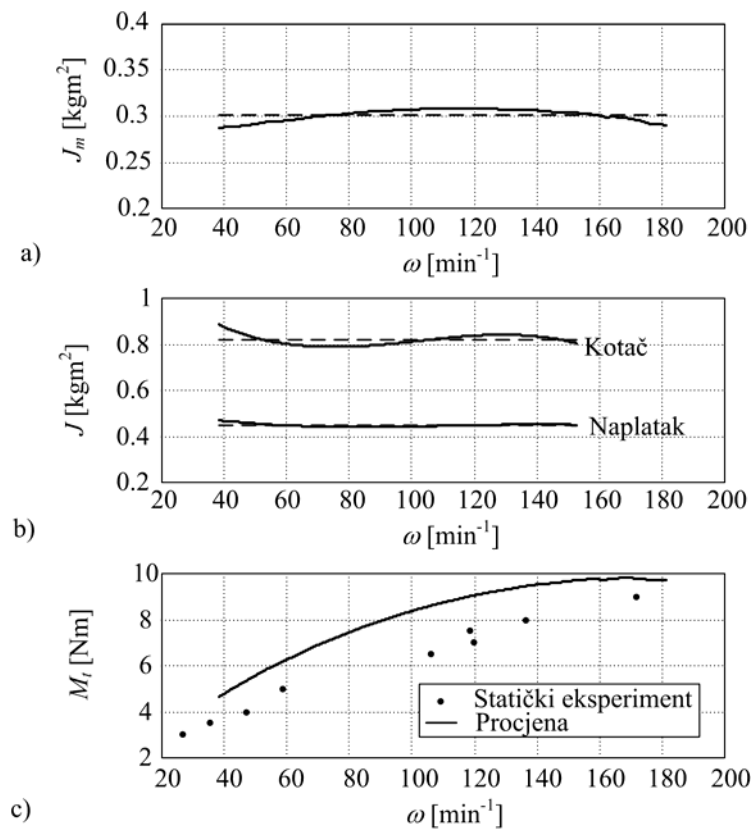 0.4
0.35
0.3
0.25
0.2
J_m [kgm²]
20 40 60 80 100 120 140 160 180 200
a)
ω [min⁻¹]
1
0.8
0.6
0.4
0.2
J [kgm²]
Kotač
Naplatak
20 40 60 80 100 120 140 160 180 200
b)
ω [min⁻¹]
10
8
6
4
2
M_t [Nm]
Statički eksperiment
Procjena
20 40 60 80 100 120 140 160 180 200
c)
ω [min⁻¹]